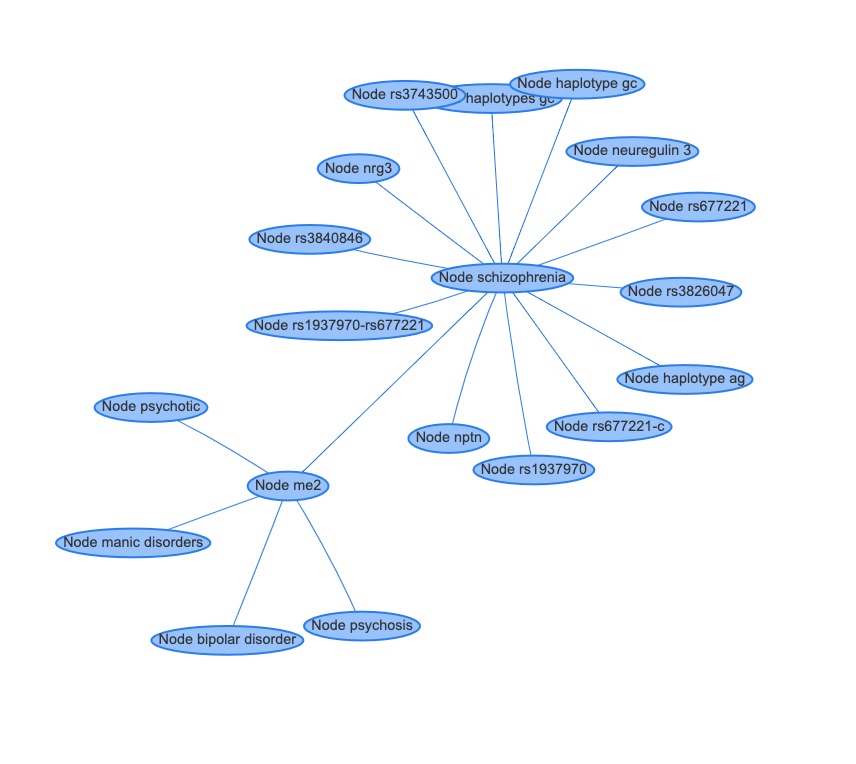 Node haplotype gc
Node rs3743500
haplotypes gc
Node neuregulin 3
Node nrg3
Node rs677221
Node rs3840846
Node schizophrenia
Node rs3826047
Node rs1937970-rs677221
Node haplotype ag
Node psychotic
Node rs677221-c
Node nptn
Node rs1937970
Node me2
Node manic disorders
Node psychosis
Node bipolar disorder